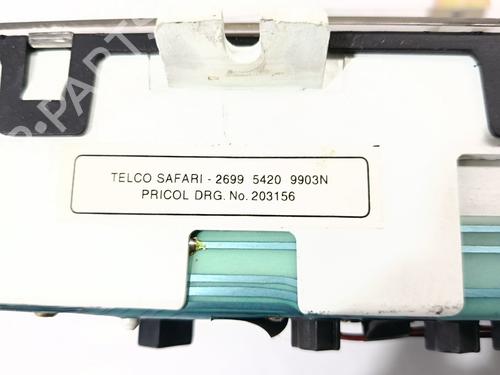 TELCO SAFARI - 2699 5420 9903N
PRICOL DRG. No. 203156